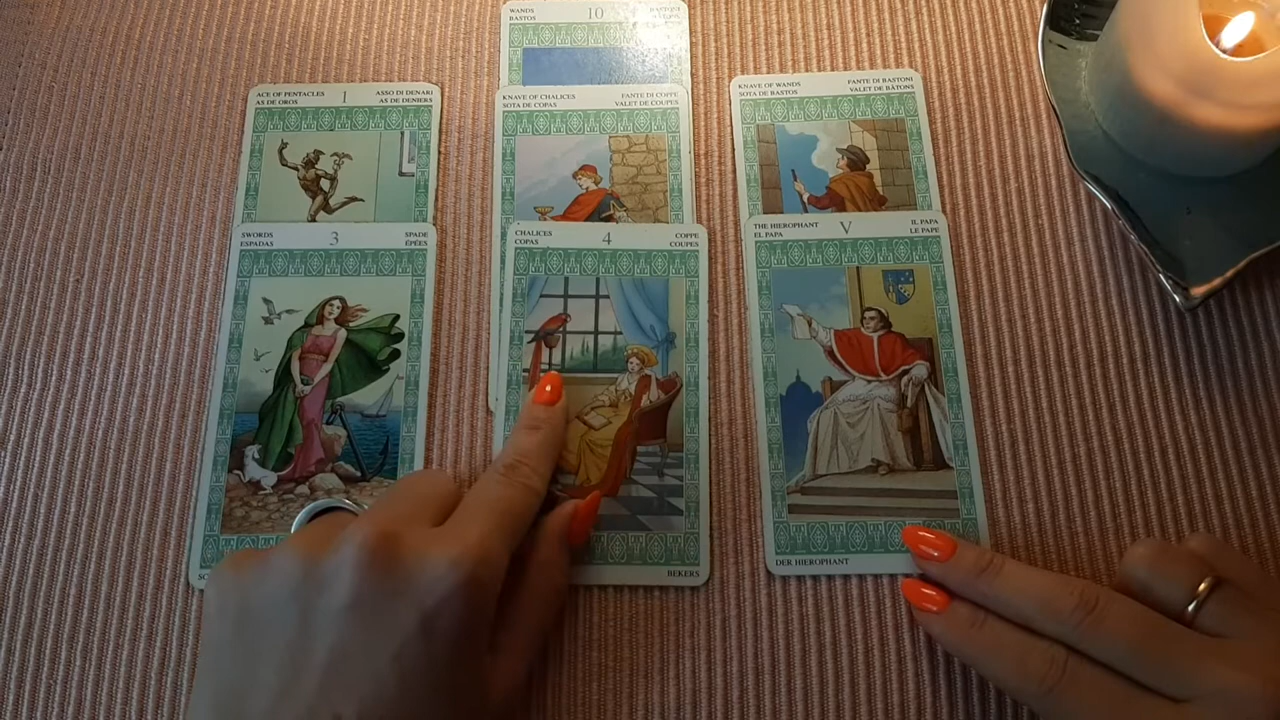 WANDS 10 BASTONI
BASTOS BÂTONS
ACE OF PENTACLES 1 ASSO DI DENARI
AS DE OROS AS DE DENIERS
KNAVE OF CHALICES FANTE DI COPPE
SOTA DE COPAS VALET DE COUPES
KNAVE OF WANDS FANTE DI BASTONI
SOTA DE BASTOS VALET DE BÂTONS
SWORDS 3 SPADE
ESPADAS ÉPÉES
CHALICES 4 COPPE
COPAS COUPES
THE HIEROPHANT V IL PAPA
EL PAPA LE PAPE
BEKERS
DER HIEROPHANT